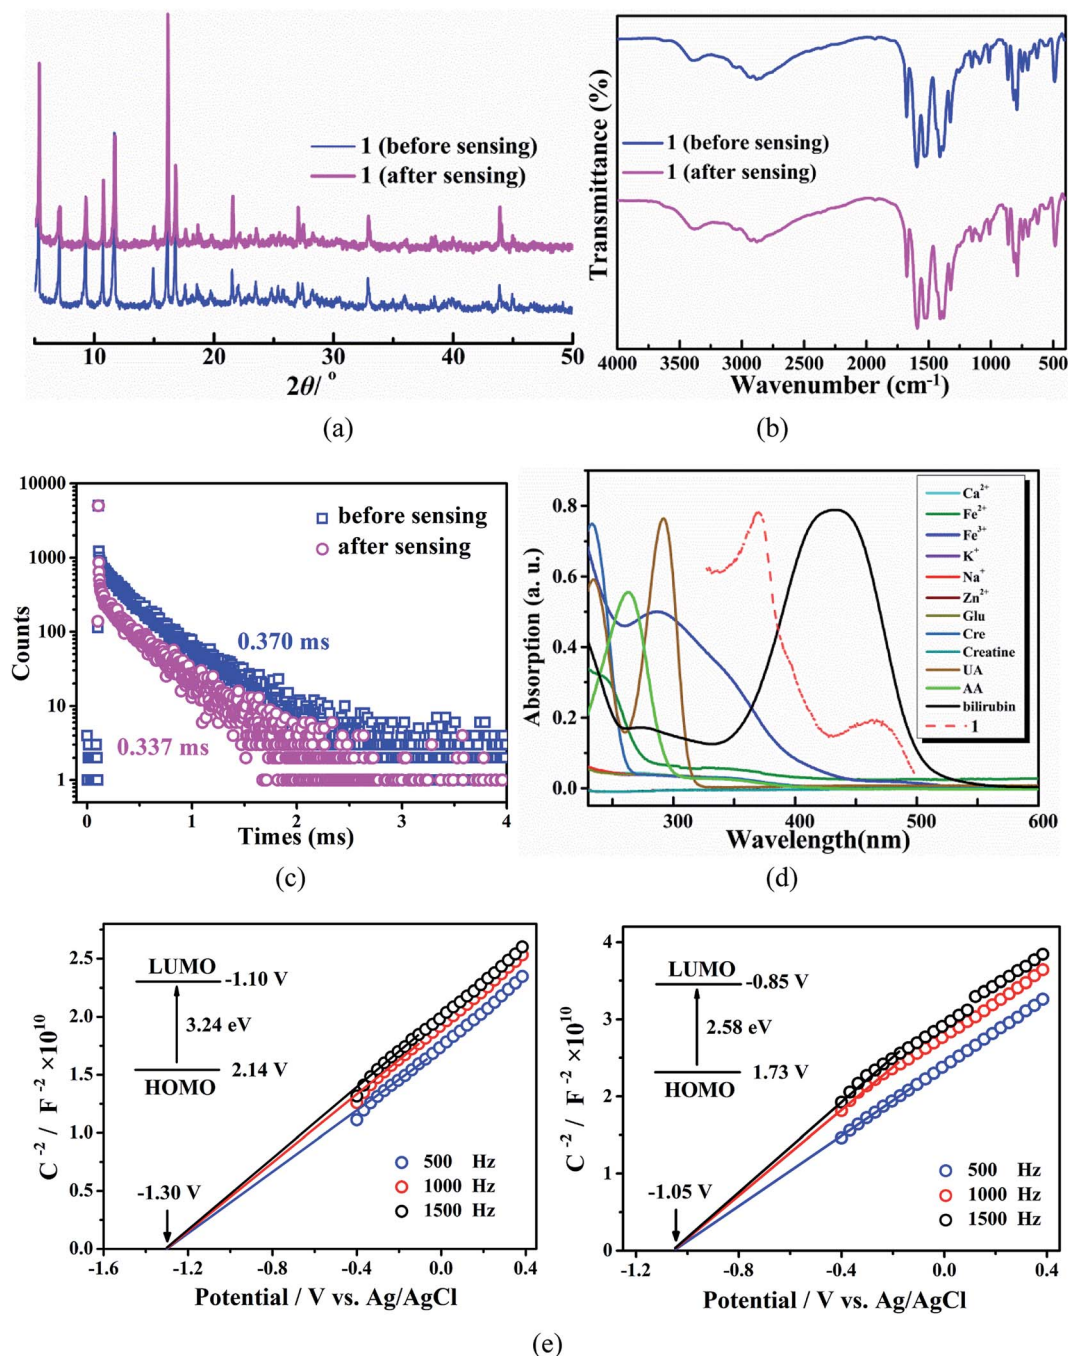 1 (before sensing)
1 (after sensing)
10 20 30 40 50
2θ/ °
(a)
Transmittance (%)
1 (before sensing)
1 (after sensing)
4000 3500 3000 2500 2000 1500 1000 500
Wavenumber (cm⁻¹)
(b)
Counts
10000
1000
100
10
1
before sensing
after sensing
0.370 ms
0.337 ms
0 1 2 3 4
Times (ms)
(c)
Absorption (a. u.)
0.8
0.6
0.4
0.2
0.0
Ca²⁺
Fe²⁺
Fe³⁺
K⁺
Na⁺
Zn²⁺
Glu
Cre
Creatine
UA
AA
bilirubin
1
300 400 500 600
Wavelength(nm)
(d)
C⁻² / F⁻² ×10¹⁰
2.5
2.0
1.5
1.0
0.5
0.0
LUMO
-1.10 V
3.24 eV
2.14 V
HOMO
-1.30 V
500 Hz
1000 Hz
1500 Hz
-1.6 -1.2 -0.8 -0.4 0.0 0.4
Potential / V vs. Ag/AgCl
C⁻² / F⁻² ×10¹⁰
4
3
2
1
0
LUMO
-0.85 V
2.58 eV
1.73 V
HOMO
-1.05 V
500 Hz
1000 Hz
1500 Hz
-1.2 -0.8 -0.4 0.0 0.4
Potential / V vs. Ag/AgCl
(e)